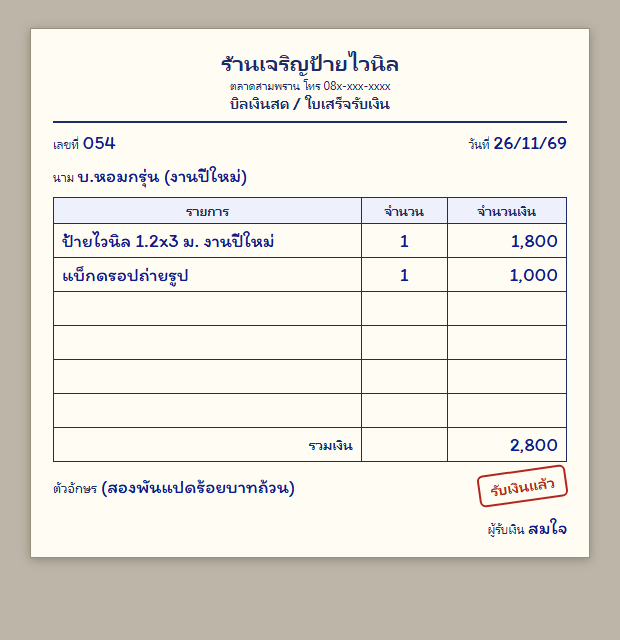 ร้านเจริญป้ายไวนิล
ตลาดสามพราน โทร 08x-xxx-xxxx
บิลเงินสด / ใบเสร็จรับเงิน
เลขที่ 054 วันที่ 26/11/69
นาม บ.หอมกรุ่น (งานปีใหม่)
รายการ จำนวน จำนวนเงิน
ป้ายไวนิล 1.2x3 ม. งานปีใหม่ 1 1,800
แบ็กดรอปถ่ายรูป 1 1,000
รวมเงิน 2,800
ตัวอักษร (สองพันแปดร้อยบาทถ้วน) รับเงินแล้ว
ผู้รับเงิน สมใจ